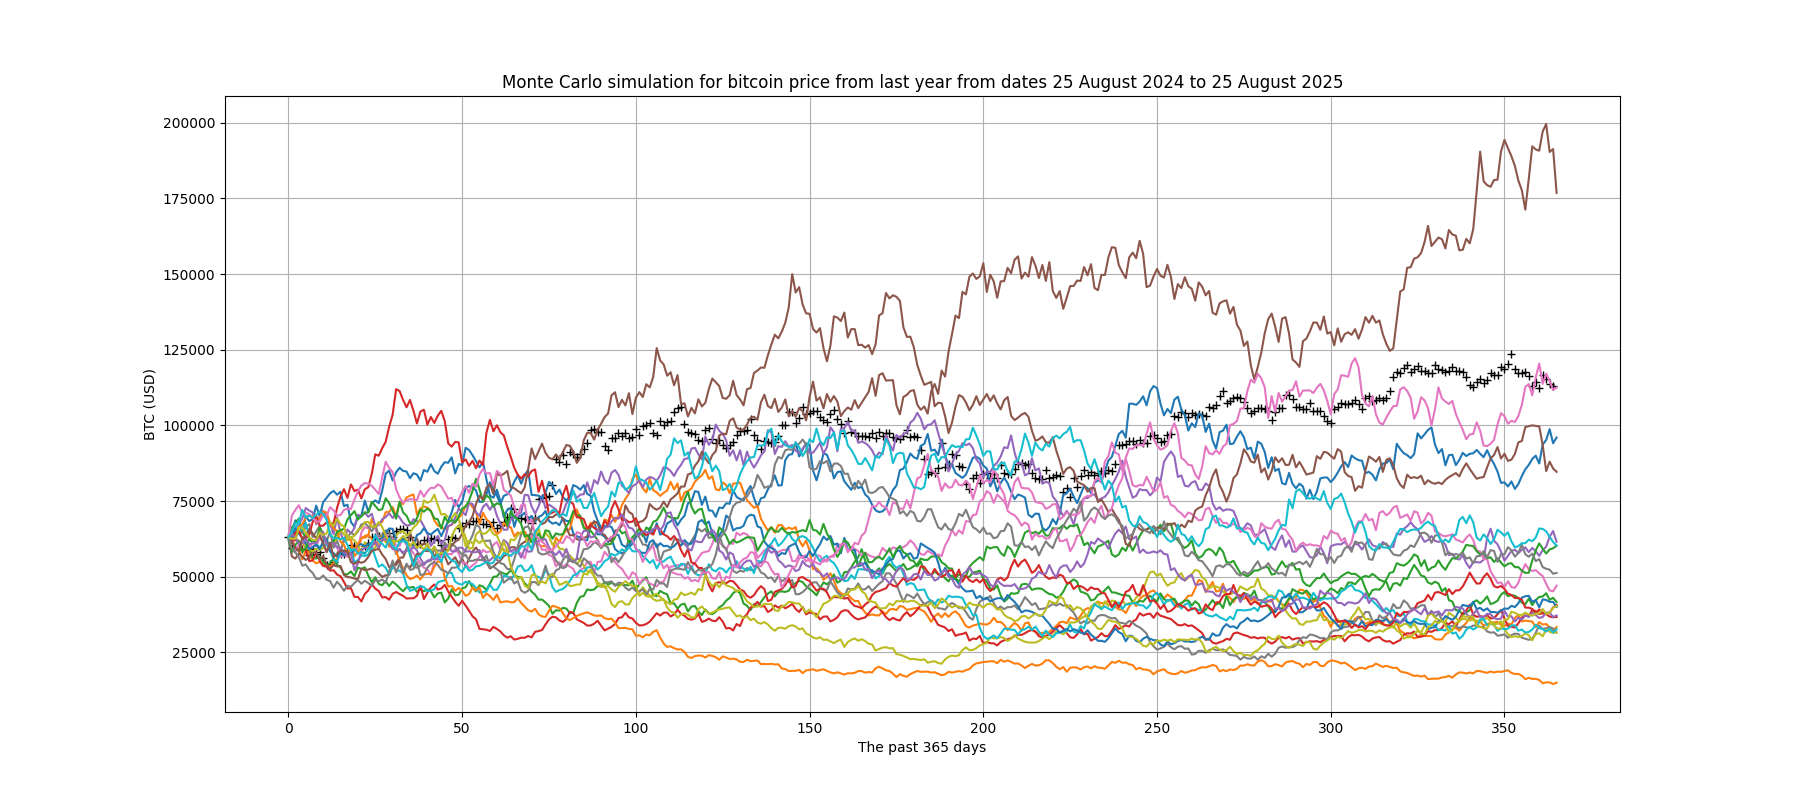 Monte Carlo simulation for bitcoin price from last year from dates 25 August 2024 to 25 August 2025
200000
175000
150000
125000
100000
75000
50000
25000
BTC (USD)
0 50 100 150 200 250 300 350
The past 365 days